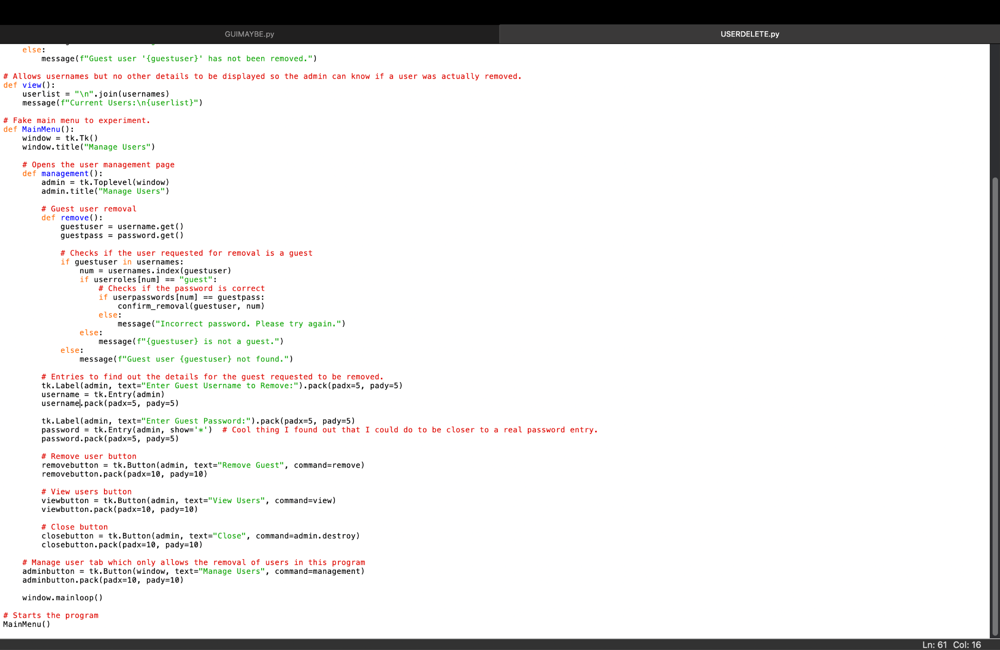 GUIMAYBE.py
USERDELETE.py
    else:
        message(f"Guest user '{guestuser}' has not been removed.")

# Allows usernames but no other details to be displayed so the admin can know if a user was actually removed.
def view():
    userlist = "\n".join(usernames)
    message(f"Current Users:\n{userlist}")

# Fake main menu to experiment.
def MainMenu():
    window = tk.Tk()
    window.title("Manage Users")

    # Opens the user management page
    def management():
        admin = tk.Toplevel(window)
        admin.title("Manage Users")

        # Guest user removal
        def remove():
            guestuser = username.get()
            guestpass = password.get()

            # Checks if the user requested for removal is a guest
            if guestuser in usernames:
                num = usernames.index(guestuser)
                if userroles[num] == "guest":
                    # Checks if the password is correct
                    if userpasswords[num] == guestpass:
                        confirm_removal(guestuser, num)
                    else:
                        message("Incorrect password. Please try again.")
                else:
                    message(f"{guestuser} is not a guest.")
            else:
                message(f"Guest user {guestuser} not found.")

        # Entries to find out the details for the guest requested to be removed.
        tk.Label(admin, text="Enter Guest Username to Remove:").pack(padx=5, pady=5)
        username = tk.Entry(admin)
        username.pack(padx=5, pady=5)

        tk.Label(admin, text="Enter Guest Password:").pack(padx=5, pady=5)
        password = tk.Entry(admin, show='*')  # Cool thing I found out that I could do to be closer to a real password entry.
        password.pack(padx=5, pady=5)

        # Remove user button
        removebutton = tk.Button(admin, text="Remove Guest", command=remove)
        removebutton.pack(padx=10, pady=10)

        # View users button
        viewbutton = tk.Button(admin, text="View Users", command=view)
        viewbutton.pack(padx=10, pady=10)

        # Close button
        closebutton = tk.Button(admin, text="Close", command=admin.destroy)
        closebutton.pack(padx=10, pady=10)

    # Manage user tab which only allows the removal of users in this program
    adminbutton = tk.Button(window, text="Manage Users", command=management)
    adminbutton.pack(padx=10, pady=10)

    window.mainloop()

# Starts the program
MainMenu()
Ln: 61 Col: 16